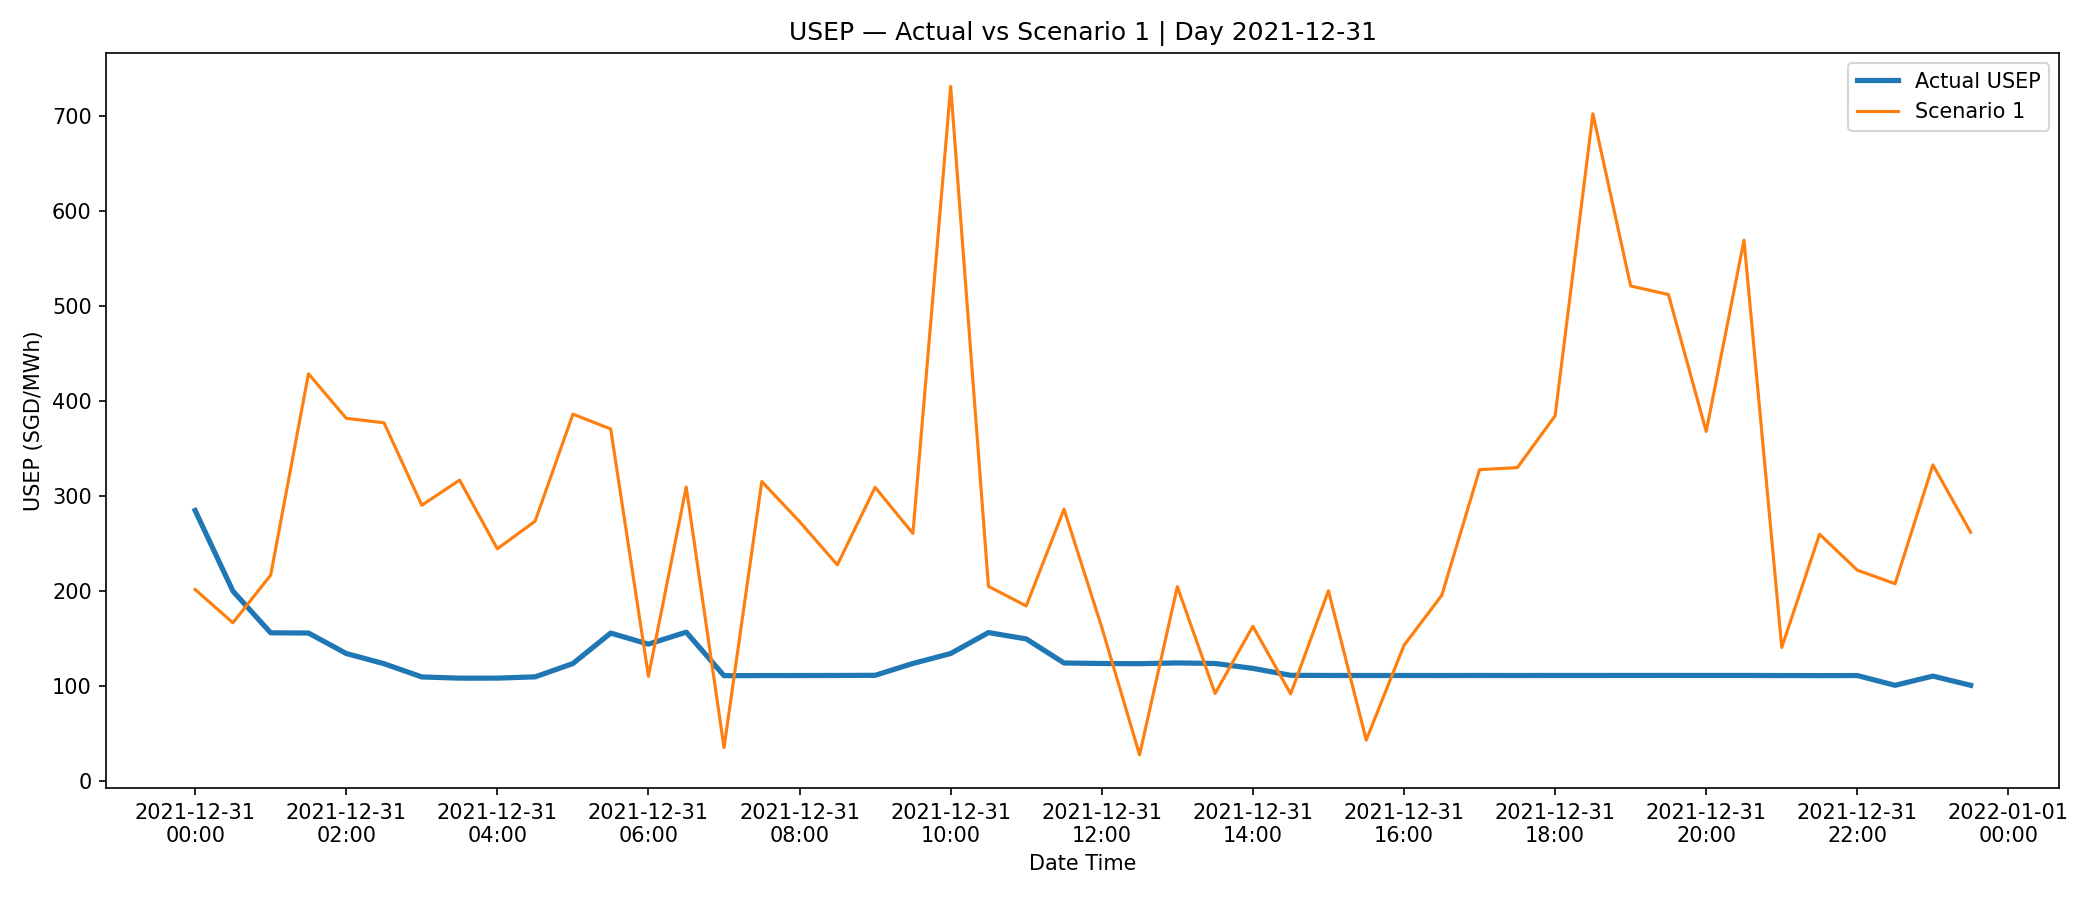 USEP — Actual vs Scenario 1 | Day 2021-12-31
Actual USEP
Scenario 1
USEP (SGD/MWh)
700
600
500
400
300
200
100
0
2021-12-31 2021-12-31 2021-12-31 2021-12-31 2021-12-31 2021-12-31 2021-12-31 2021-12-31 2021-12-31 2021-12-31 2021-12-31 2021-12-31 2022-01-01
00:00 02:00 04:00 06:00 08:00 10:00 12:00 14:00 16:00 18:00 20:00 22:00 00:00
Date Time